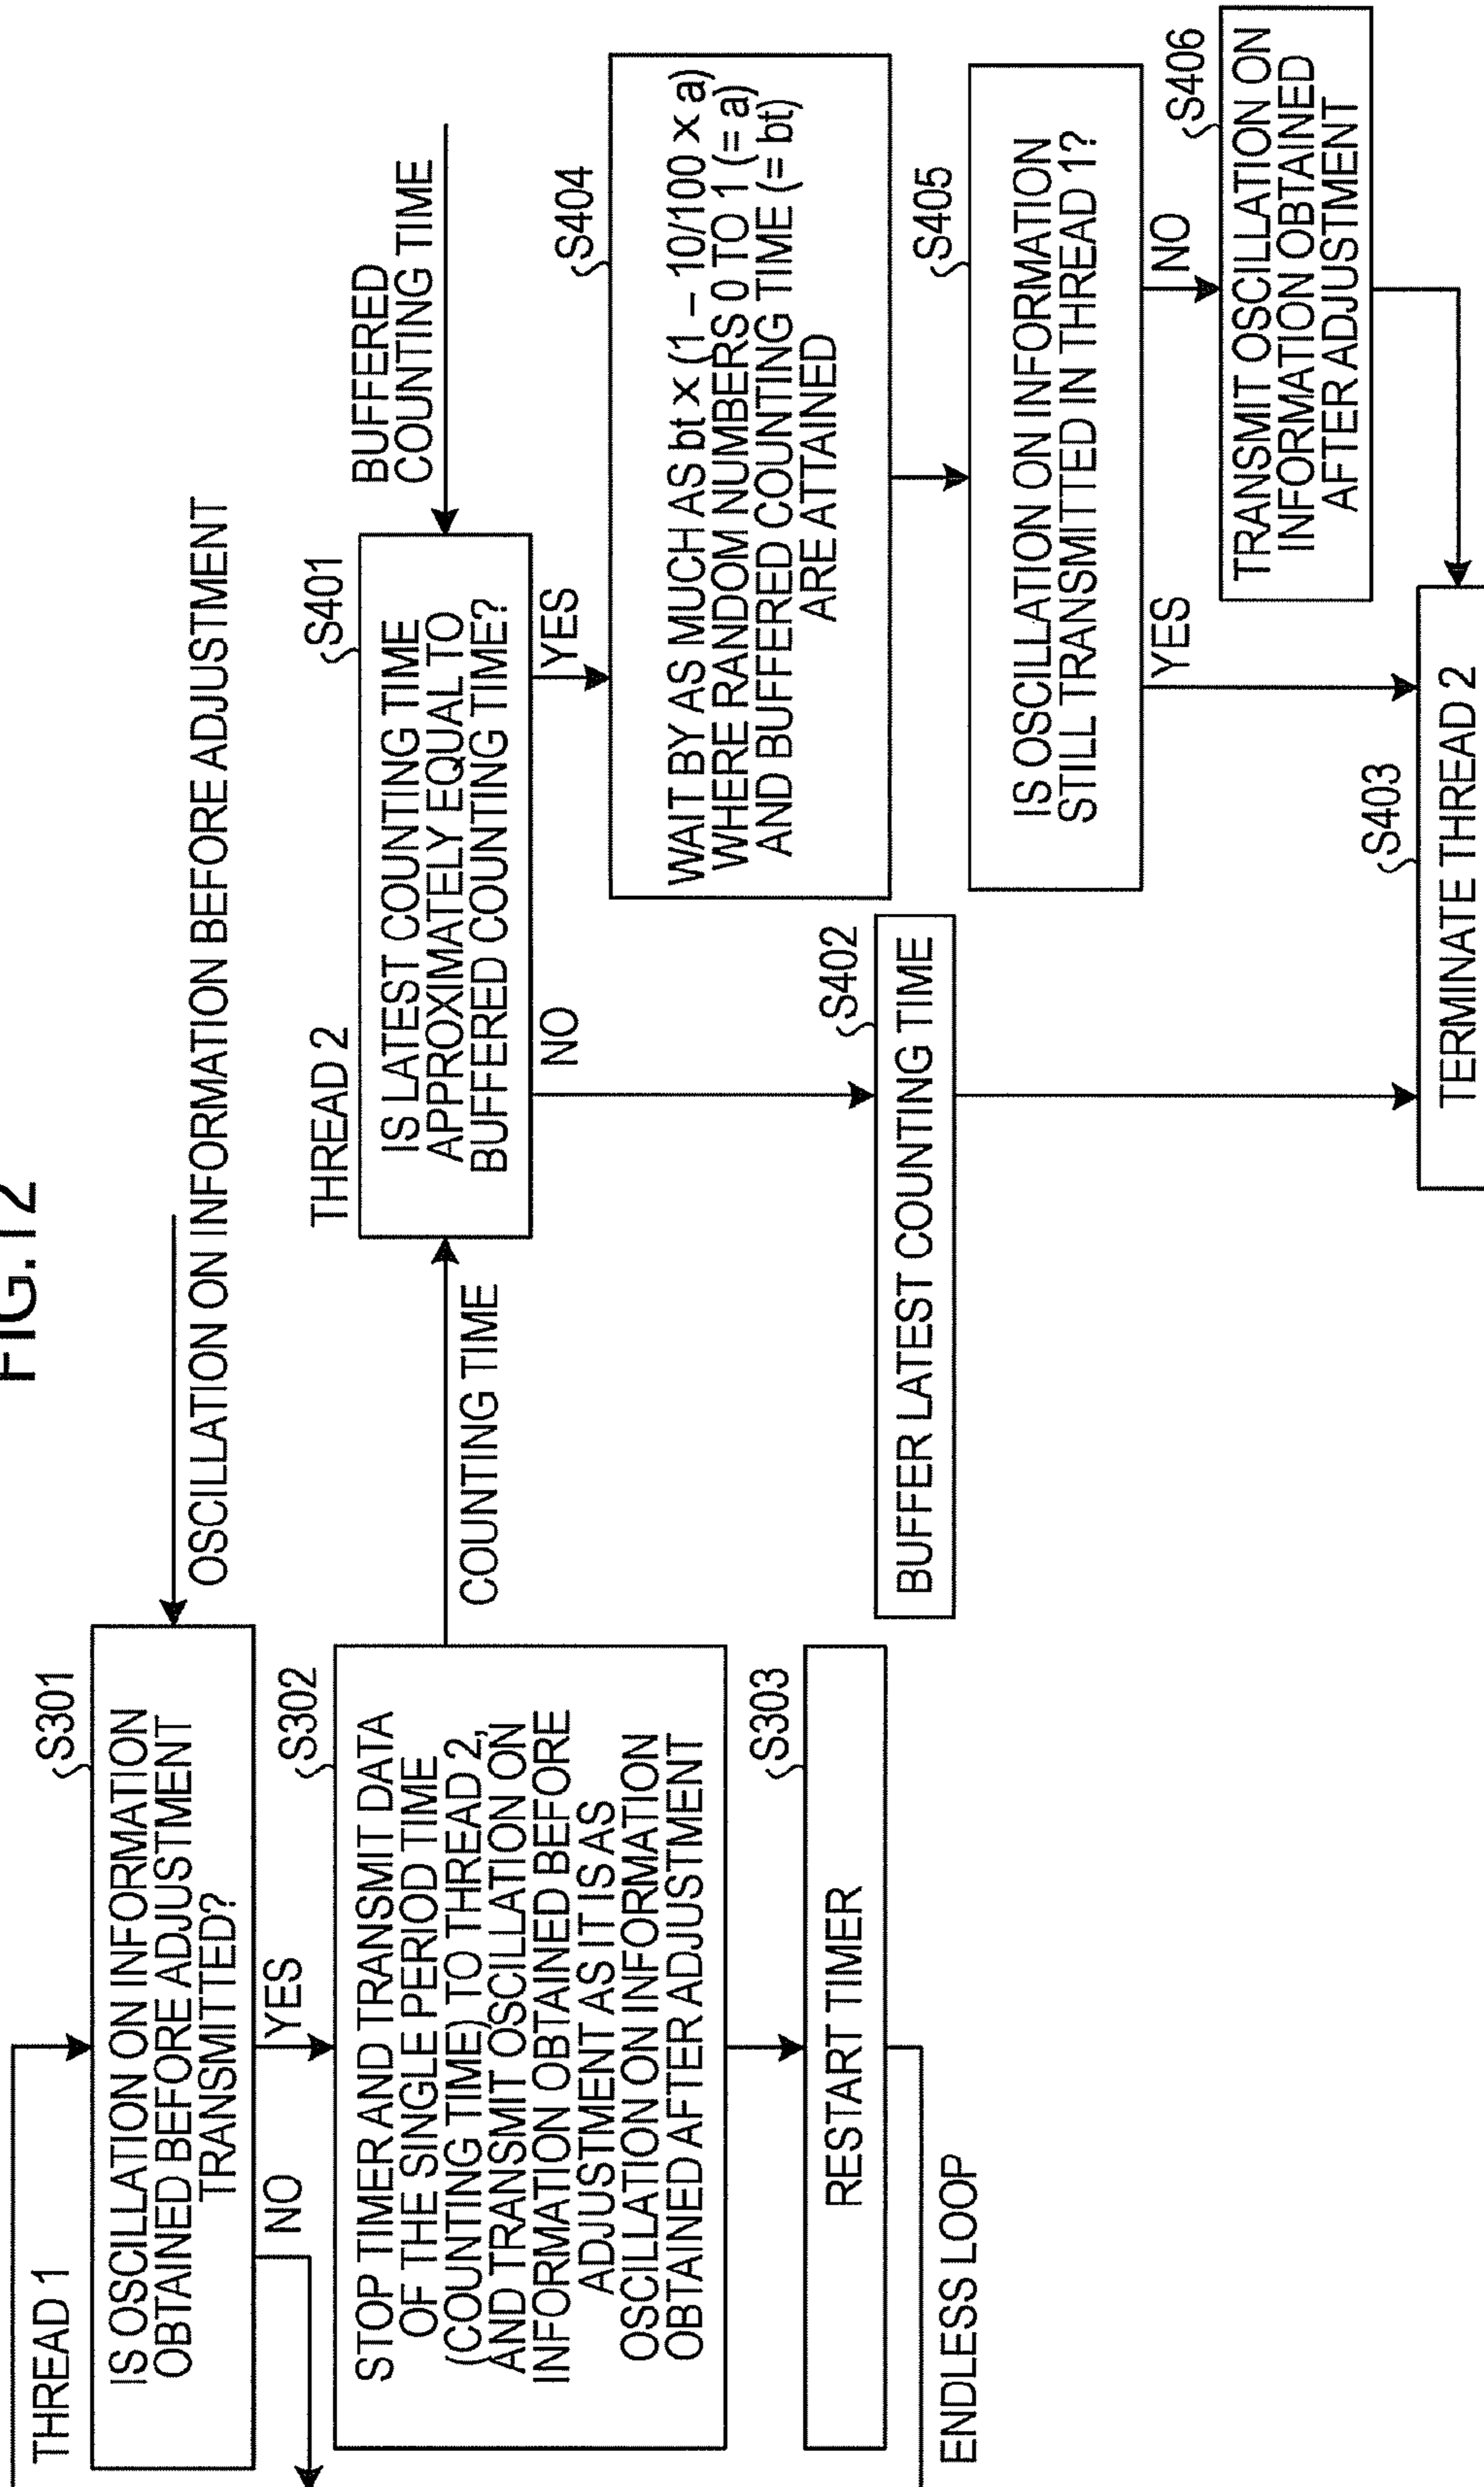 FIG.12
THREAD 1
S301
IS OSCILLATION ON INFORMATION
OBTAINED BEFORE ADJUSTMENT
TRANSMITTED?
OSCILLATION ON INFORMATION BEFORE ADJUSTMENT
NO
YES
S302
STOP TIMER AND TRANSMIT DATA
OF THE SINGLE PERIOD TIME
(COUNTING TIME) TO THREAD 2,
AND TRANSMIT OSCILLATION ON
INFORMATION OBTAINED BEFORE
ADJUSTMENT AS IT IS AS
OSCILLATION ON INFORMATION
OBTAINED AFTER ADJUSTMENT
COUNTING TIME
S303
RESTART TIMER
ENDLESS LOOP
THREAD 2
S401
IS LATEST COUNTING TIME
APPROXIMATELY EQUAL TO
BUFFERED COUNTING TIME?
BUFFERED
COUNTING TIME
NO
YES
S402
BUFFER LATEST COUNTING TIME
S404
WAIT BY AS MUCH AS bt × (1 – 10/100 × a)
WHERE RANDOM NUMBERS 0 TO 1 (= a)
AND BUFFERED COUNTING TIME (= bt)
ARE ATTAINED
S405
IS OSCILLATION ON INFORMATION
STILL TRANSMITTED IN THREAD 1?
YES
NO
S406
TRANSMIT OSCILLATION ON
INFORMATION OBTAINED
AFTER ADJUSTMENT
S403
TERMINATE THREAD 2